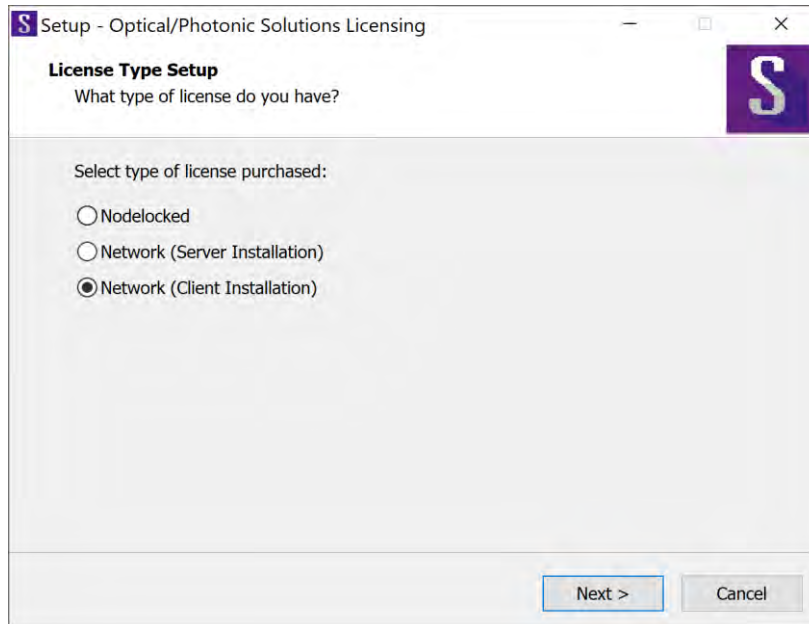 S Setup - Optical/Photonic Solutions Licensing
License Type Setup
What type of license do you have?
S
Select type of license purchased:
Nodelocked
Network (Server Installation)
Network (Client Installation)
Next >
Cancel